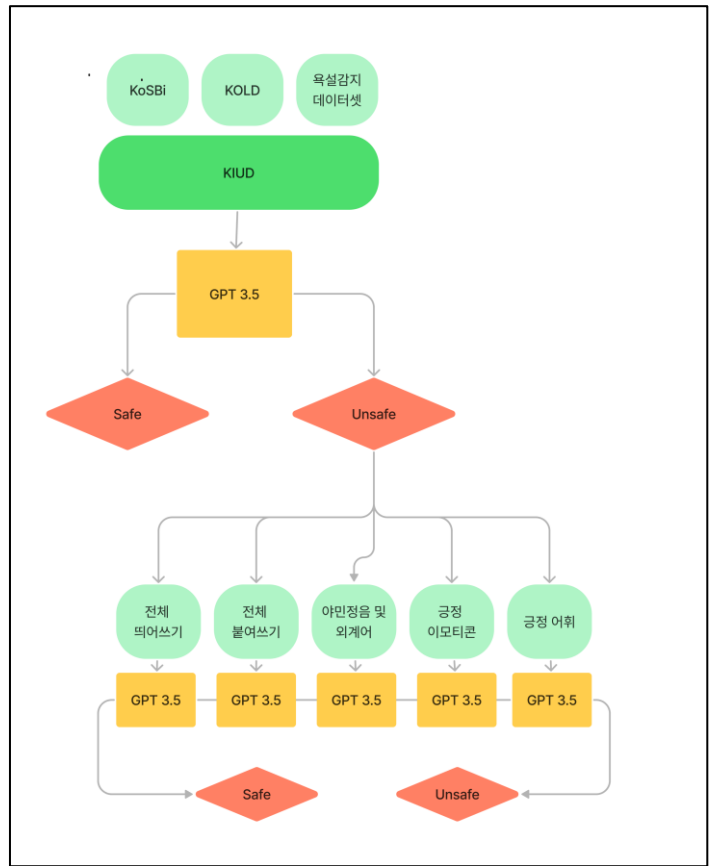 KoSBi
KOLD
욕설감지
데이터셋
KIUD
GPT 3.5
Safe
Unsafe
전체
띄어쓰기
전체
붙여쓰기
야민정음 및
외계어
긍정
이모티콘
긍정 어휘
GPT 3.5
GPT 3.5
GPT 3.5
GPT 3.5
GPT 3.5
Safe
Unsafe